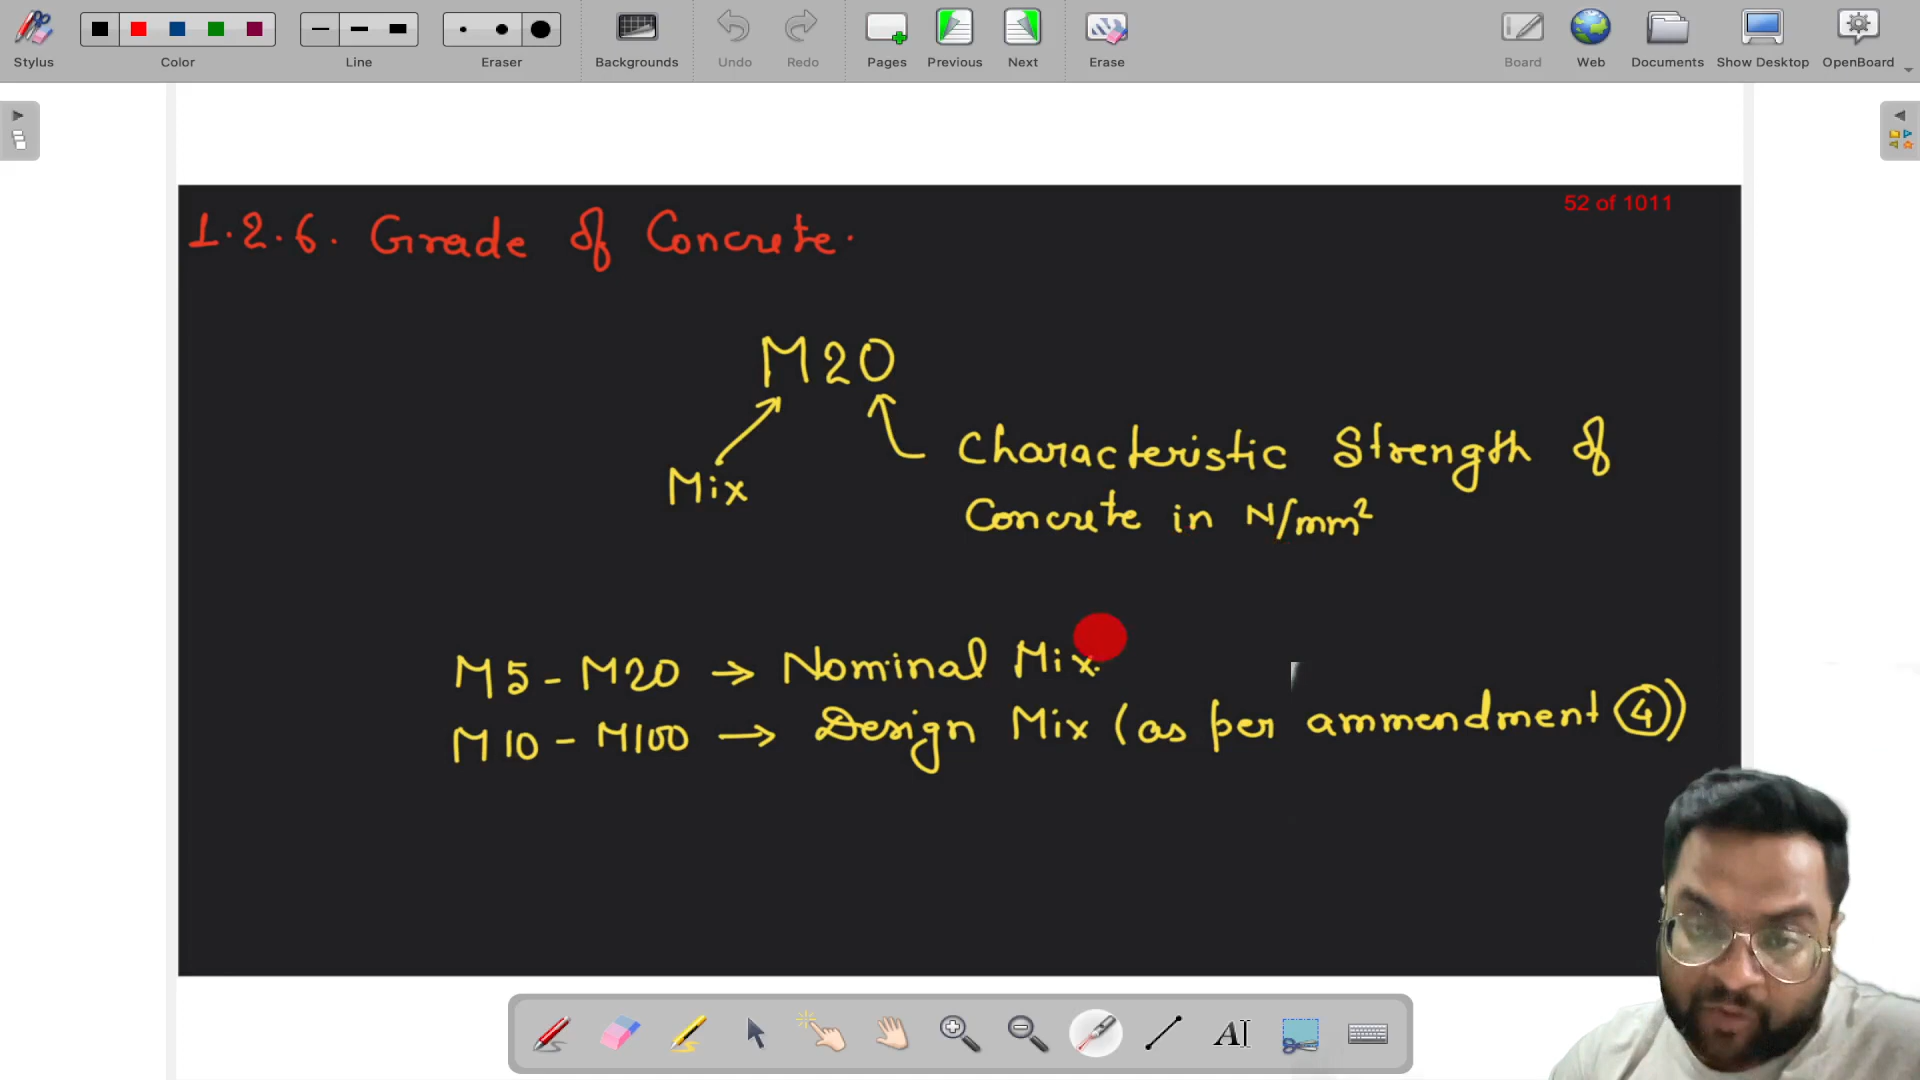 Stylus Color Line Eraser Backgrounds Undo Redo Pages Previous Next Erase Board Web Documents Show Desktop OpenBoard
52 of 1011
1.2.6. Grade of Concrete.
M20
Mix
Characteristic Strength of
Concrete in N/mm²
M5 - M20 → Nominal Mix.
M10 - M100 → Design Mix (as per ammendment 4)
AI